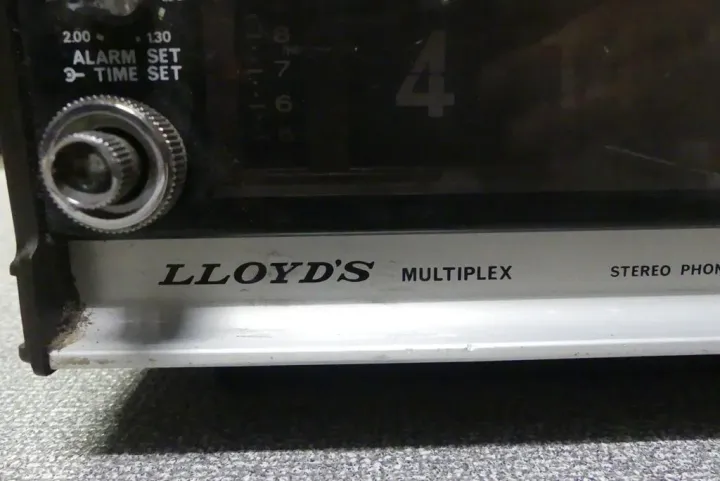 2.00 1.30
ALARM SET
TIME SET
8
7
6
4
LLOYD'S MULTIPLEX STEREO PHON